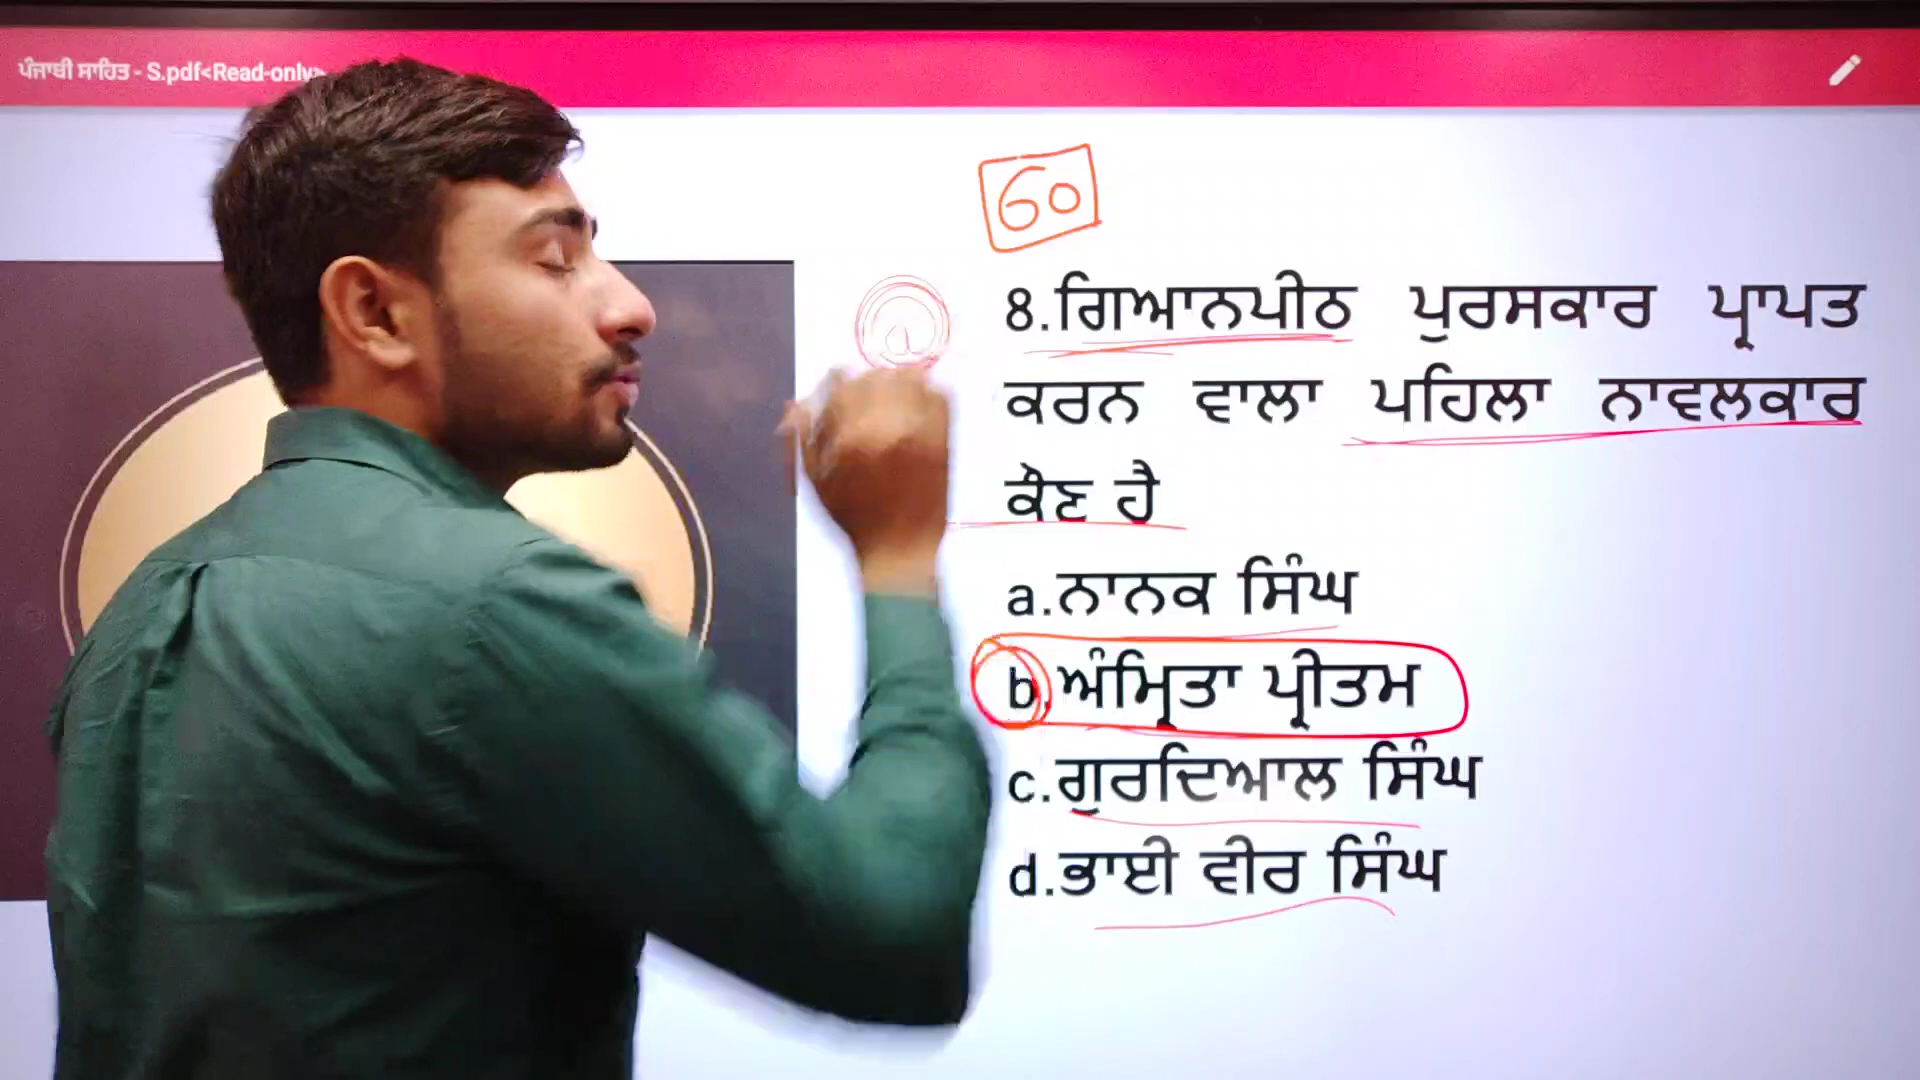 ਪੰਜਾਬੀ ਸਾਹਿਤ - S.pdf<Read-only>
60
8.ਗਿਆਨਪੀਠ ਪੁਰਸਕਾਰ ਪ੍ਰਾਪਤ
ਕਰਨ ਵਾਲਾ ਪਹਿਲਾ ਨਾਵਲਕਾਰ
ਕੌਣ ਹੈ
a.ਨਾਨਕ ਸਿੰਘ
b.ਅੰਮ੍ਰਿਤਾ ਪ੍ਰੀਤਮ
c.ਗੁਰਦਿਆਲ ਸਿੰਘ
d.ਭਾਈ ਵੀਰ ਸਿੰਘ